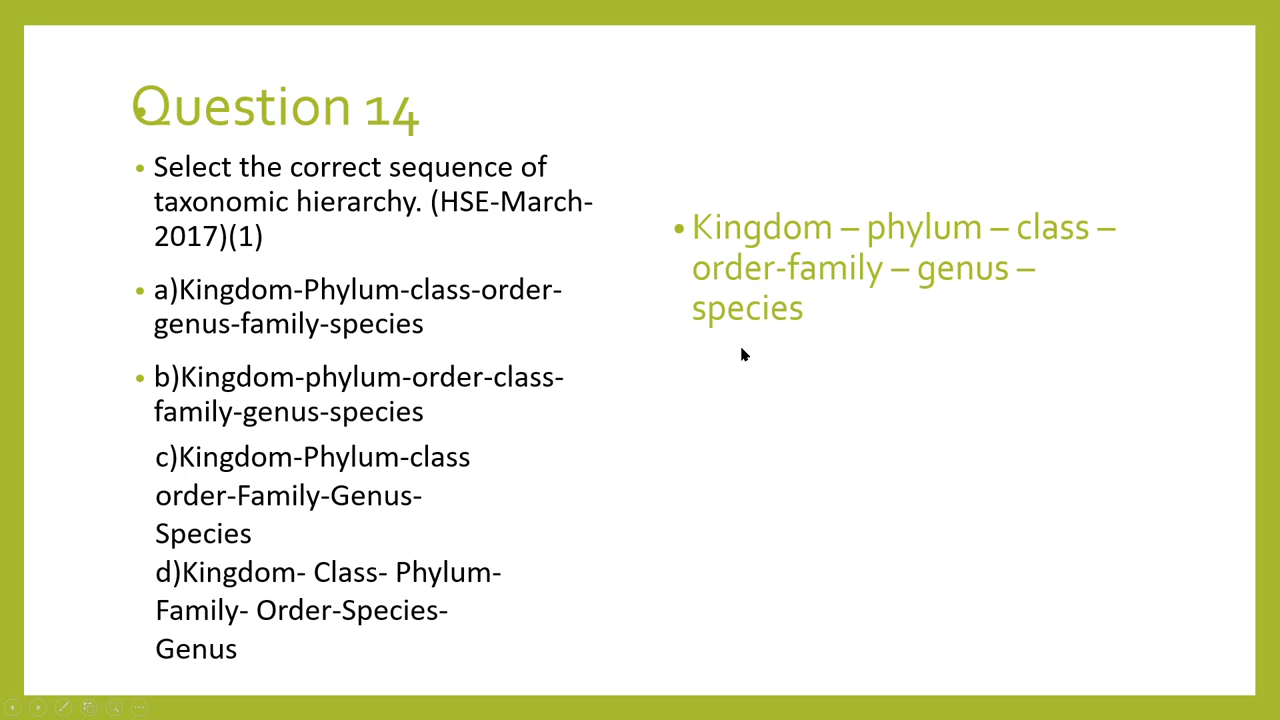 Question 14
• Select the correct sequence of
taxonomic hierarchy. (HSE-March-
2017)(1)
• a)Kingdom-Phylum-class-order-
genus-family-species
• b)Kingdom-phylum-order-class-
family-genus-species
c)Kingdom-Phylum-class
order-Family-Genus-
Species
d)Kingdom- Class- Phylum-
Family- Order-Species-
Genus
• Kingdom – phylum – class –
order-family – genus –
species